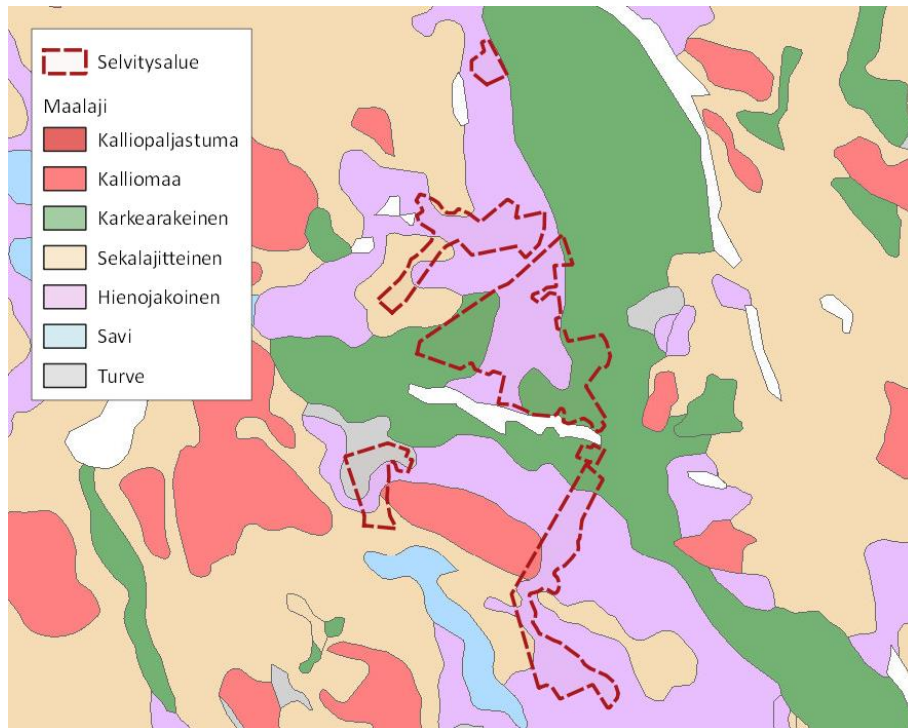 Selvitysalue
Maalaji
Kalliopaljastuma
Kalliomaa
Karkearakeinen
Sekalajitteinen
Hienojakoinen
Savi
Turve